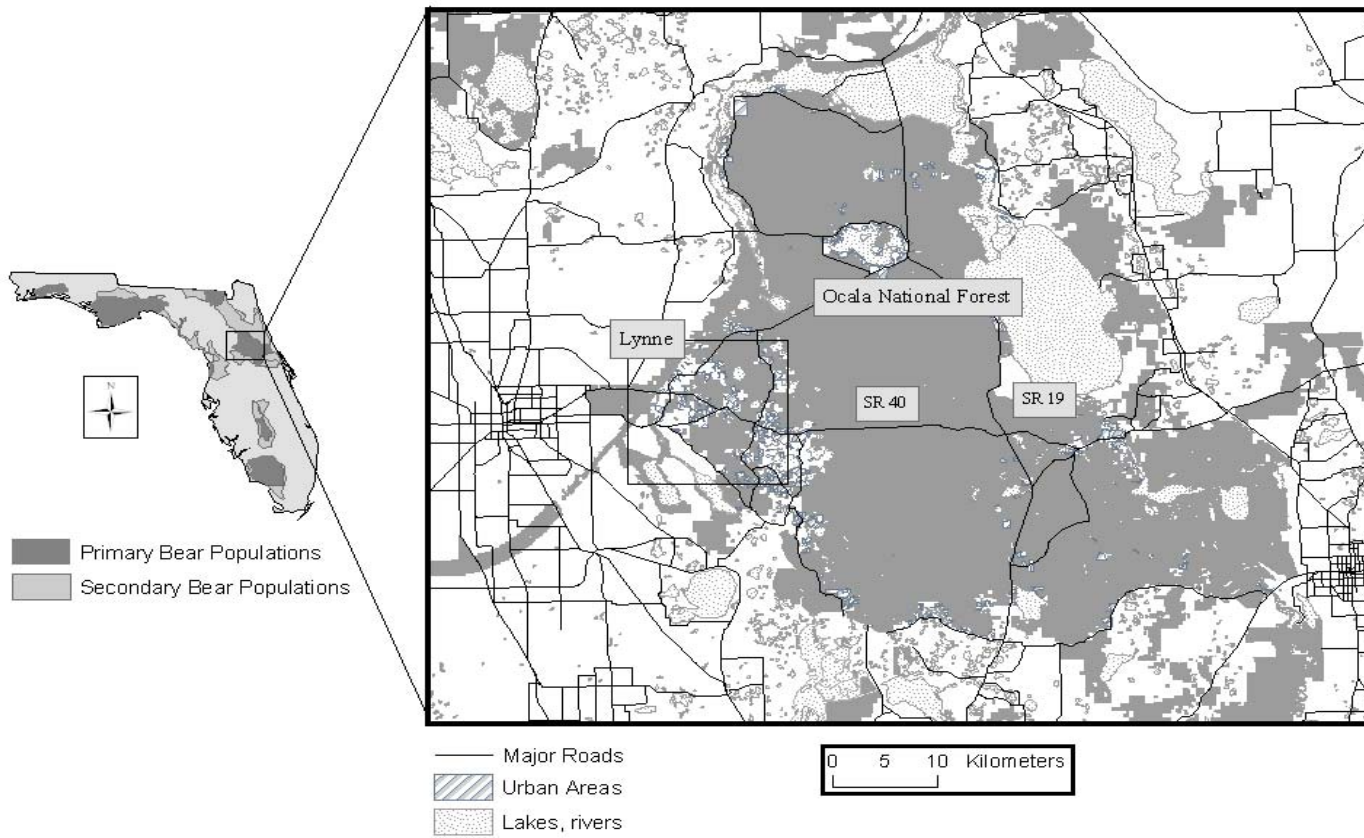 Ocala National Forest
Lynne
SR 40
SR 19
N
Primary Bear Populations
Secondary Bear Populations
Major Roads
Urban Areas
Lakes, rivers
0 5 10 Kilometers